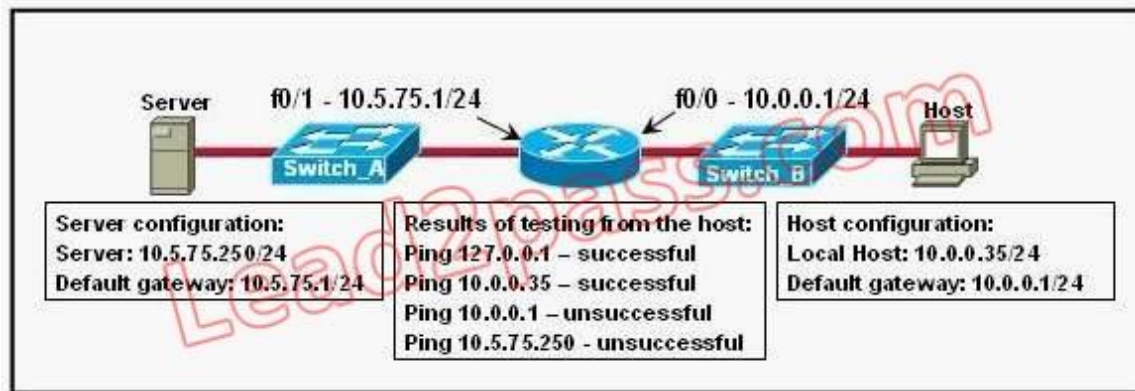 Server
f0/1 - 10.5.75.1/24
f0/0 - 10.0.0.1/24
Host
Switch_A
Switch_B
Server configuration:
Server: 10.5.75.250/24
Default gateway: 10.5.75.1/24
Results of testing from the host:
Ping 127.0.0.1 – successful
Ping 10.0.0.35 – successful
Ping 10.0.0.1 – unsuccessful
Ping 10.5.75.250 - unsuccessful
Host configuration:
Local Host: 10.0.0.35/24
Default gateway: 10.0.0.1/24
Lead2pass.com